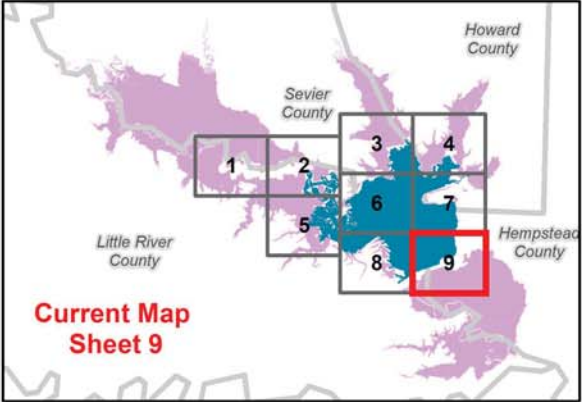 Howard
County
Sevier
County
3
4
1
2
6
7
5
Little River
County
Hempstead
County
8
9
Current Map
Sheet 9